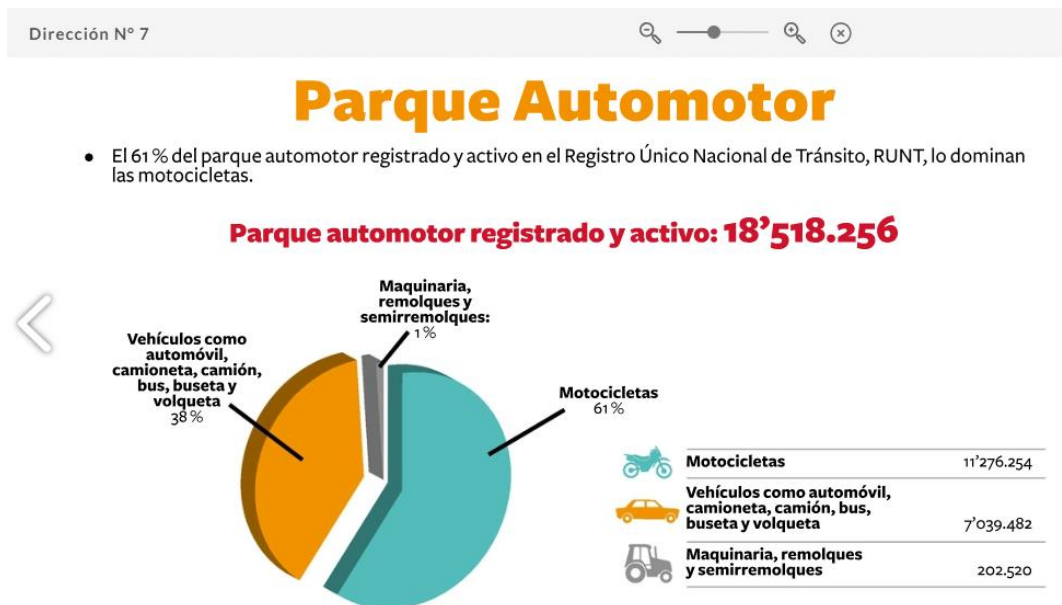 Dirección N° 7
Parque Automotor
● El 61 % del parque automotor registrado y activo en el Registro Único Nacional de Tránsito, RUNT, lo dominan
las motocicletas.
Parque automotor registrado y activo: 18’518.256
Maquinaria,
remolques y
semirremolques:
1 %
Vehículos como
automóvil,
camioneta, camión,
bus, buseta y
volqueta
38 %
Motocicletas
61 %
Motocicletas 11’276.254
Vehículos como automóvil,
camioneta, camión, bus,
buseta y volqueta 7’039.482
Maquinaria, remolques
y semirremolques 202.520